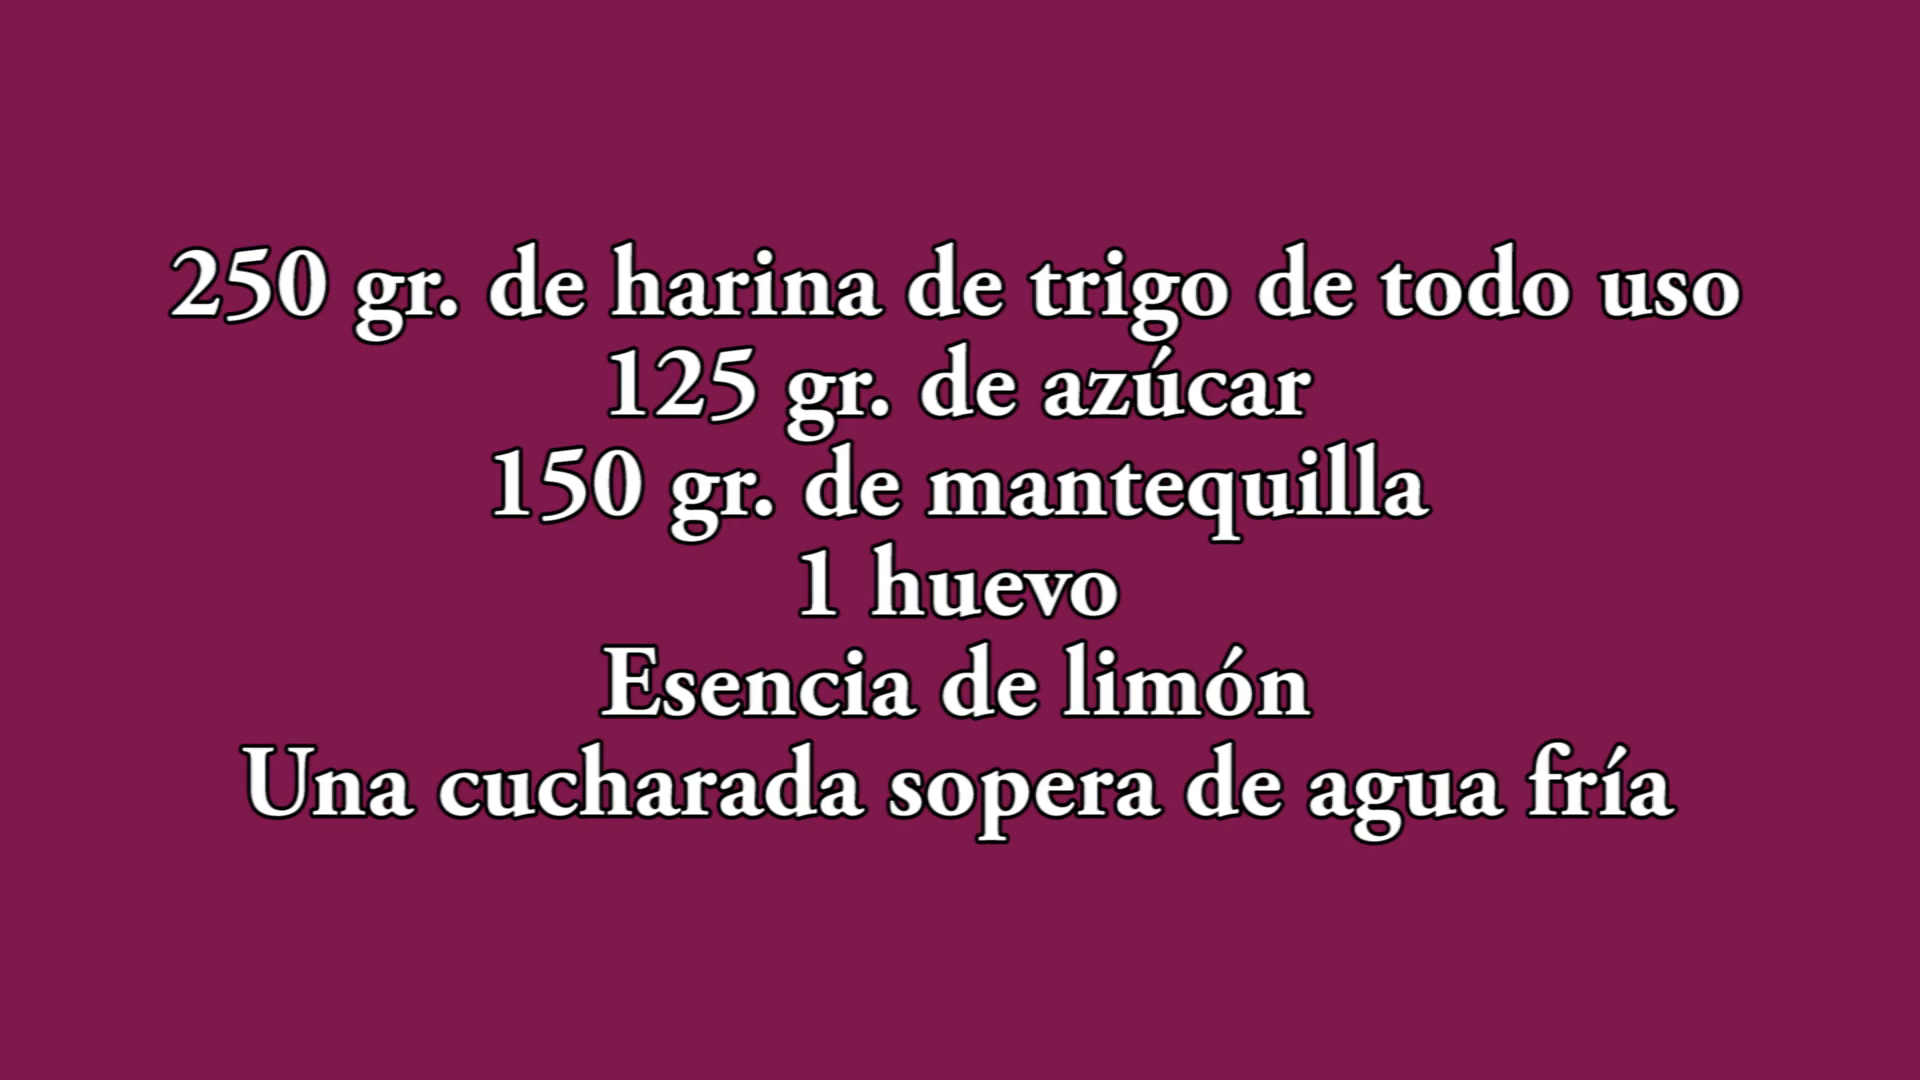 250 gr. de harina de trigo de todo uso
125 gr. de azúcar
150 gr. de mantequilla
1 huevo
Esencia de limón
Una cucharada sopera de agua fría